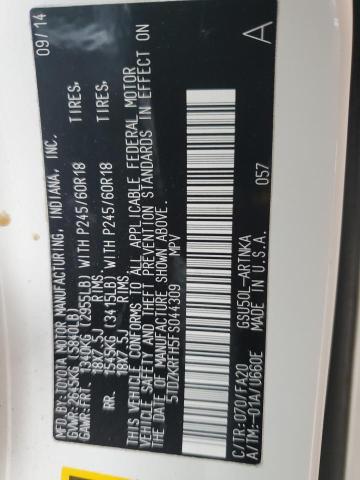 MFD. BY: TOYOTA MOTOR MANUFACTURING, INDIANA, INC. 09/14
GVWR: 2645KG (5840LB)
GAWR: FRT. 1340KG (2955LB) WITH P245/60R18 TIRES,
18X7.5J RIMS.
RR. 1545KG (3415LB) WITH P245/60R18 TIRES,
18X7.5J RIMS.
THIS VEHICLE CONFORMS TO ALL APPLICABLE FEDERAL MOTOR
VEHICLE SAFETY AND THEFT PREVENTION STANDARDS IN EFFECT ON
THE DATE OF MANUFACTURE SHOWN ABOVE.
5TDZKRFH5FS044309 MPV
C/TR: 070/FA20 GSU50L-ARTNKA 057 A
A/TM: -01A/U660E MADE IN U.S.A.